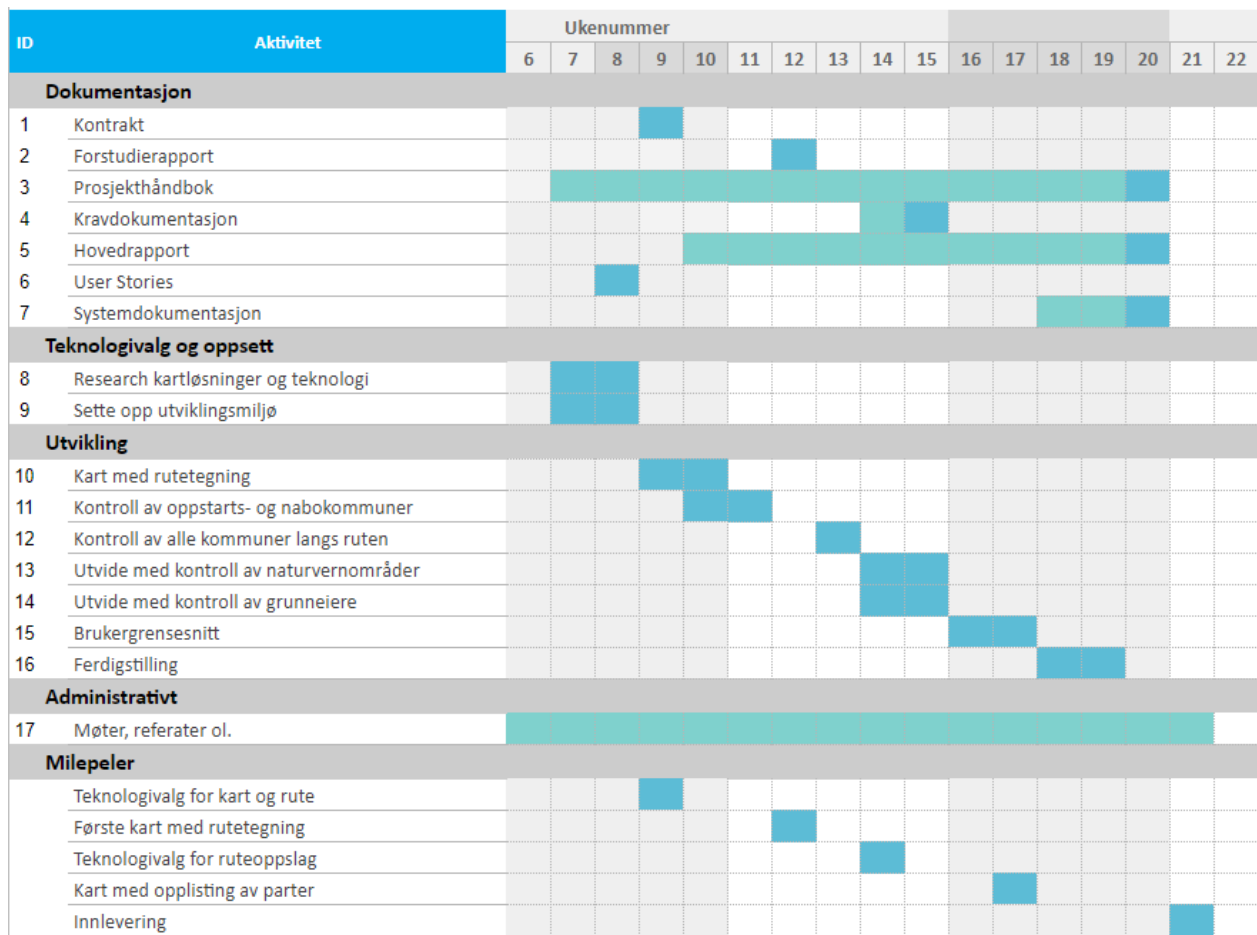 ID Aktivitet Ukenummer
6 7 8 9 10 11 12 13 14 15 16 17 18 19 20 21 22
Dokumentasjon
1 Kontrakt
2 Forstudierapport
3 Prosjekthåndbok
4 Kravdokumentasjon
5 Hovedrapport
6 User Stories
7 Systemdokumentasjon
Teknologivalg og oppsett
8 Research kartløsninger og teknologi
9 Sette opp utviklingsmiljø
Utvikling
10 Kart med rutetegning
11 Kontroll av oppstarts- og nabokommuner
12 Kontroll av alle kommuner langs ruten
13 Utvide med kontroll av naturvernområder
14 Utvide med kontroll av grunneiere
15 Brukergrensesnitt
16 Ferdigstilling
Administrativt
17 Møter, referater ol.
Milepeler
Teknologivalg for kart og rute
Første kart med rutetegning
Teknologivalg for ruteoppslag
Kart med opplisting av parter
Innlevering